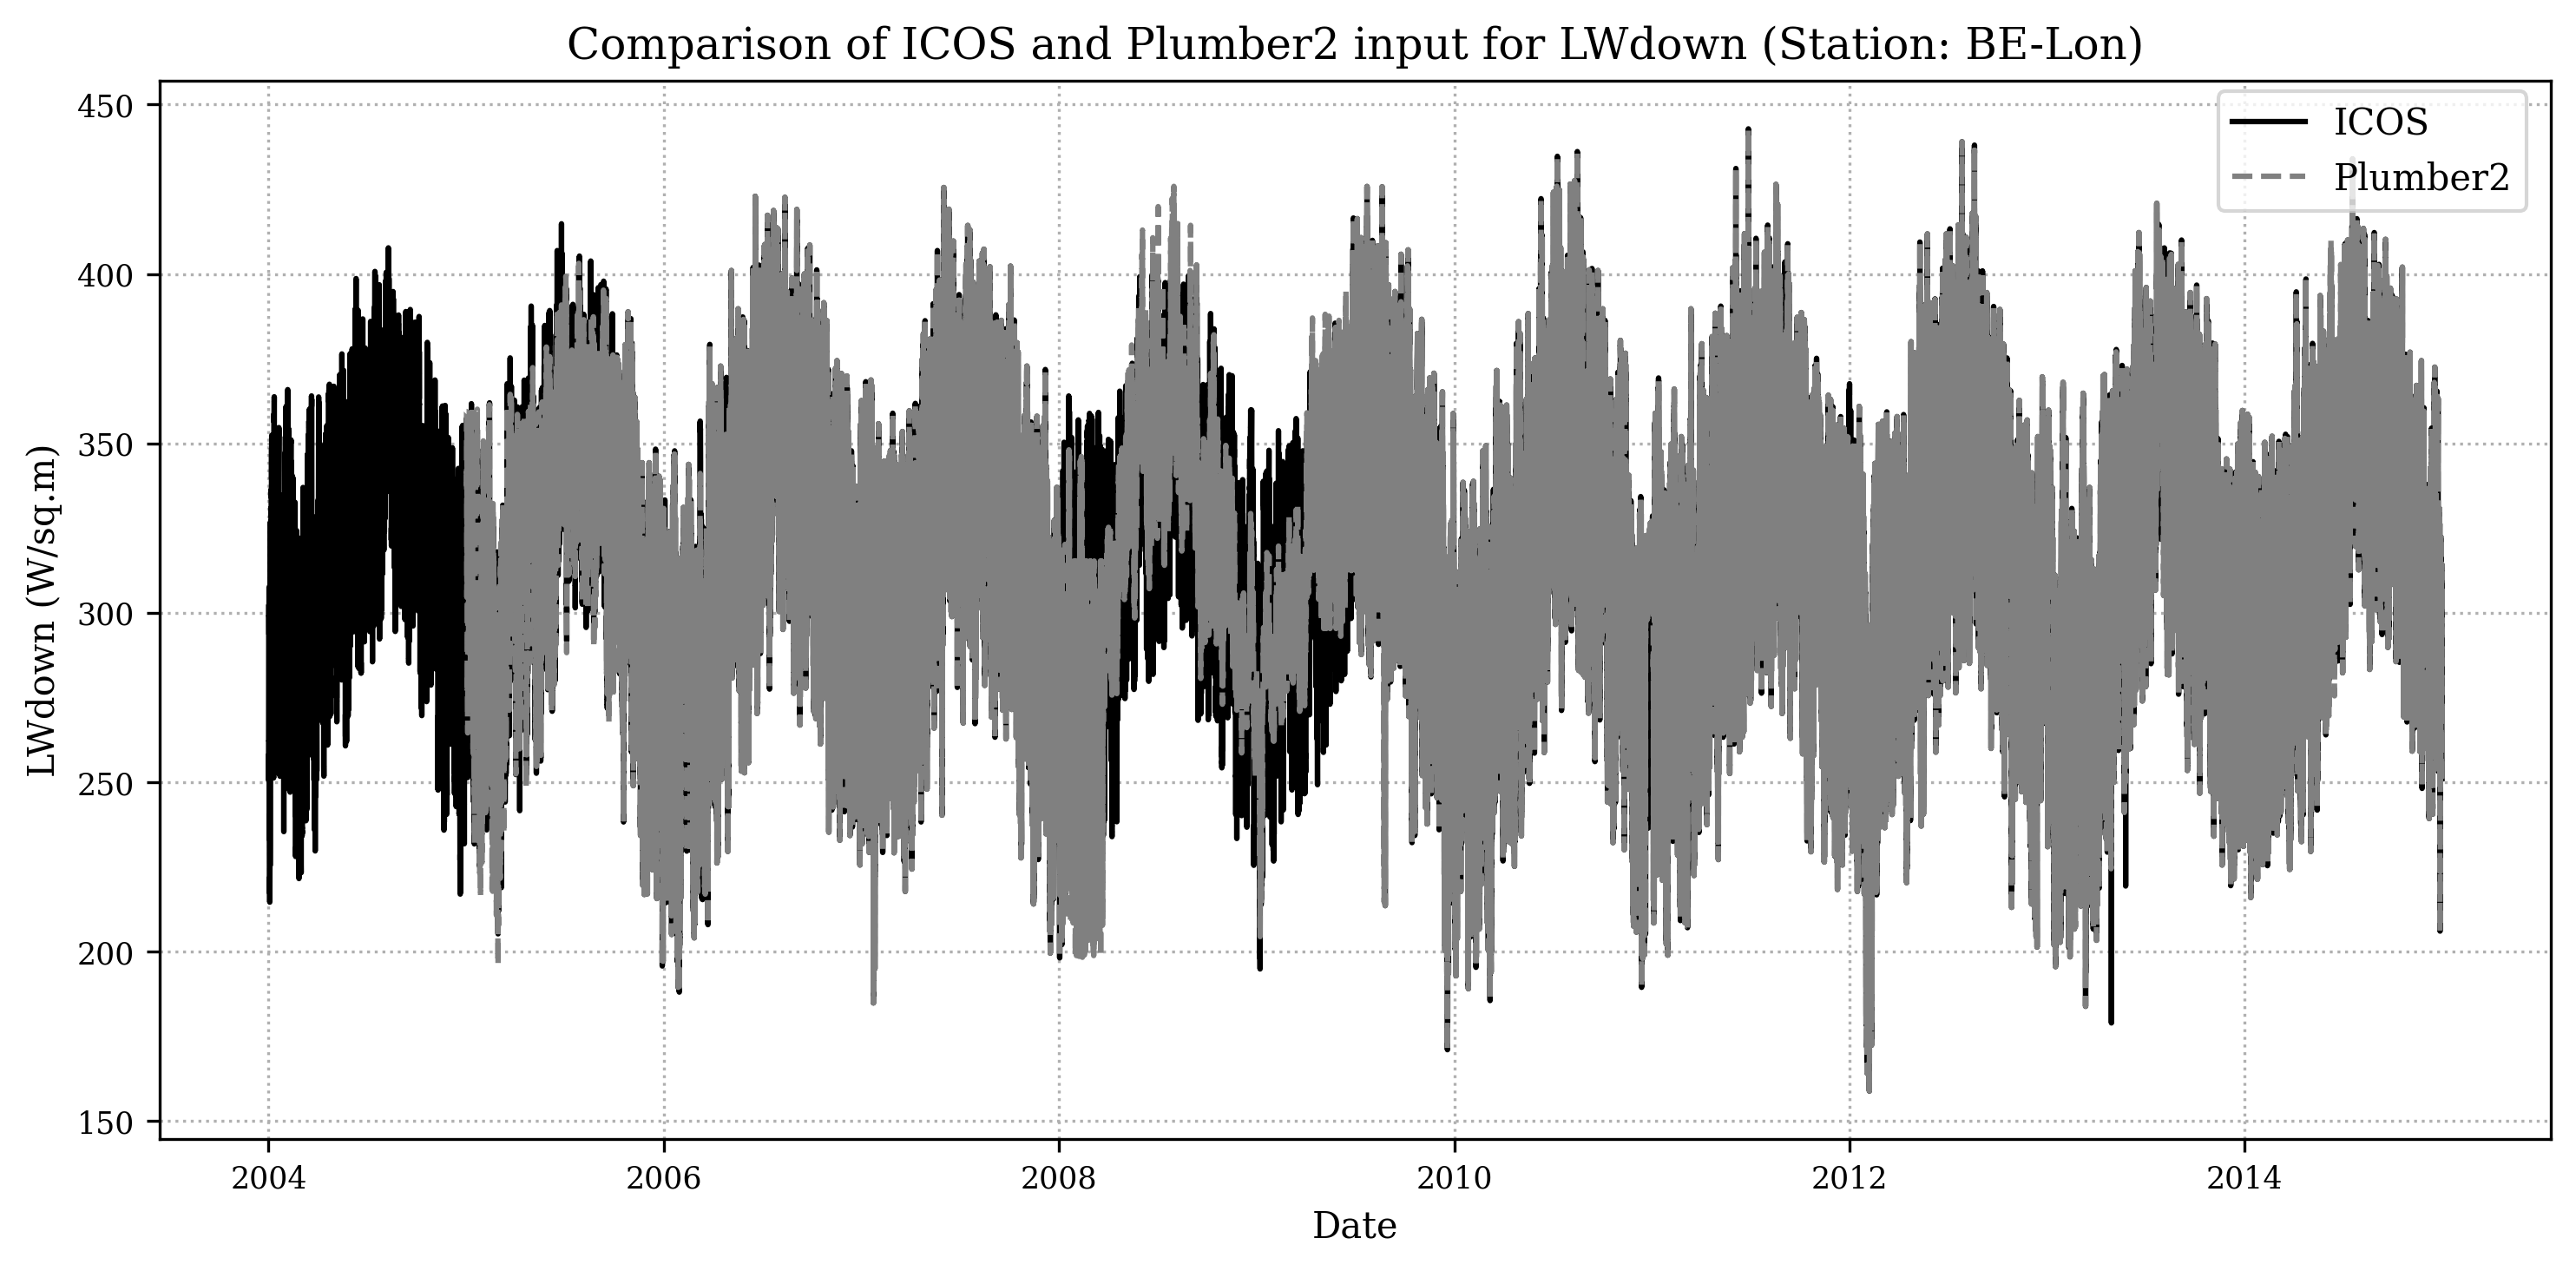 Comparison of ICOS and Plumber2 input for LWdown (Station: BE-Lon)
LWdown (W/sq.m)
450
400
350
300
250
200
150
ICOS
Plumber2
2004
2006
2008
2010
2012
2014
Date